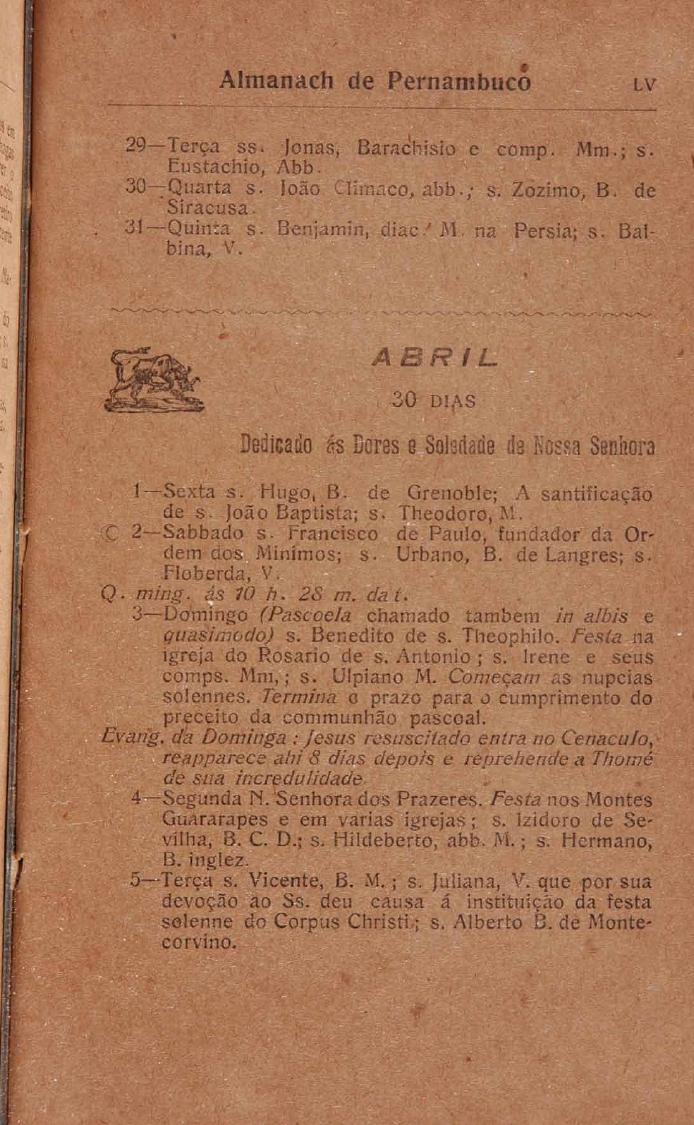 Almanach de Pernambuco LV
29—Terça ss. Jonas, Barachisio e comp. Mm.; s.
Eustachio, Abb.
30—Quarta s. João Climaco, abb.; s. Zozimo, B. de
Siracusa.
31—Quinta s. Benjamin, diac. M. na Persia; s. Bal-
bina, V.
ABRIL
30 DIAS
Dedicado ás Dores e Soledade de Nossa Senhora
1—Sexta s. Hugo, B. de Grenoble; A santificação
de s. João Baptista; s. Theodoro, M.
☾ 2—Sabbado s. Francisco de Paulo, fundador da Or-
dem dos Minimos; s. Urbano, B. de Langres; s.
Floberda, V.
Q. ming. ás 10 h. 28 m. da t.
3—Domingo (Pascoela chamado tambem in albis e
quasimodo) s. Benedito de s. Theophilo. Festa na
igreja do Rosario de s. Antonio; s. Irene e seus
comps. Mm,; s. Ulpiano M. Começam as nupcias
solennes. Termina o prazo para o cumprimento do
preceito da communhão pascoal.
Evang. da Dominga: Jesus resuscitado entra no Cenaculo,
reapparece ahi 8 dias depois e reprehende a Thomé
de sua incredulidade.
4—Segunda N. Senhora dos Prazeres. Festa nos Montes
Guararapes e em varias igrejas; s. Izidoro de Se-
vilha, B. C. D.; s. Hildeberto, abb. M.; s. Hermano,
B. inglez.
5—Terça s. Vicente, B. M.; s. Juliana, V. que por sua
devoção ao Ss. deu causa á instituição da festa
solenne do Corpus Christi; s. Alberto B. de Monte-
corvino.